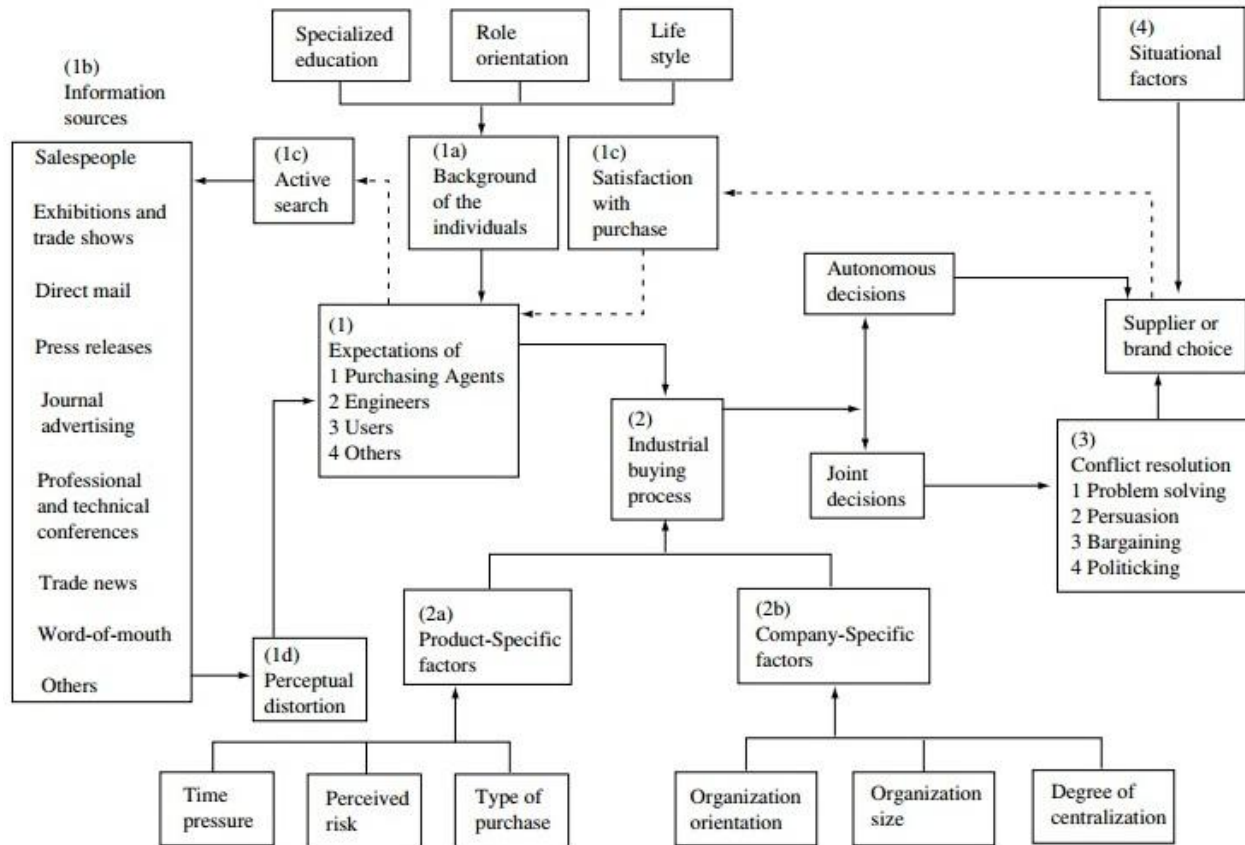 Specialized
education
Role
orientation
Life
style
(4)
Situational
factors
(1b)
Information
sources
Salespeople
Exhibitions and
trade shows
Direct mail
Press releases
Journal
advertising
Professional
and technical
conferences
Trade news
Word-of-mouth
Others
(1c)
Active
search
(1a)
Background
of the
individuals
(1c)
Satisfaction
with
purchase
(1)
Expectations of
1 Purchasing Agents
2 Engineers
3 Users
4 Others
(1d)
Perceptual
distortion
(2)
Industrial
buying
process
Autonomous
decisions
Joint
decisions
Supplier or
brand choice
(3)
Conflict resolution
1 Problem solving
2 Persuasion
3 Bargaining
4 Politicking
(2a)
Product-Specific
factors
(2b)
Company-Specific
factors
Time
pressure
Perceived
risk
Type of
purchase
Organization
orientation
Organization
size
Degree of
centralization